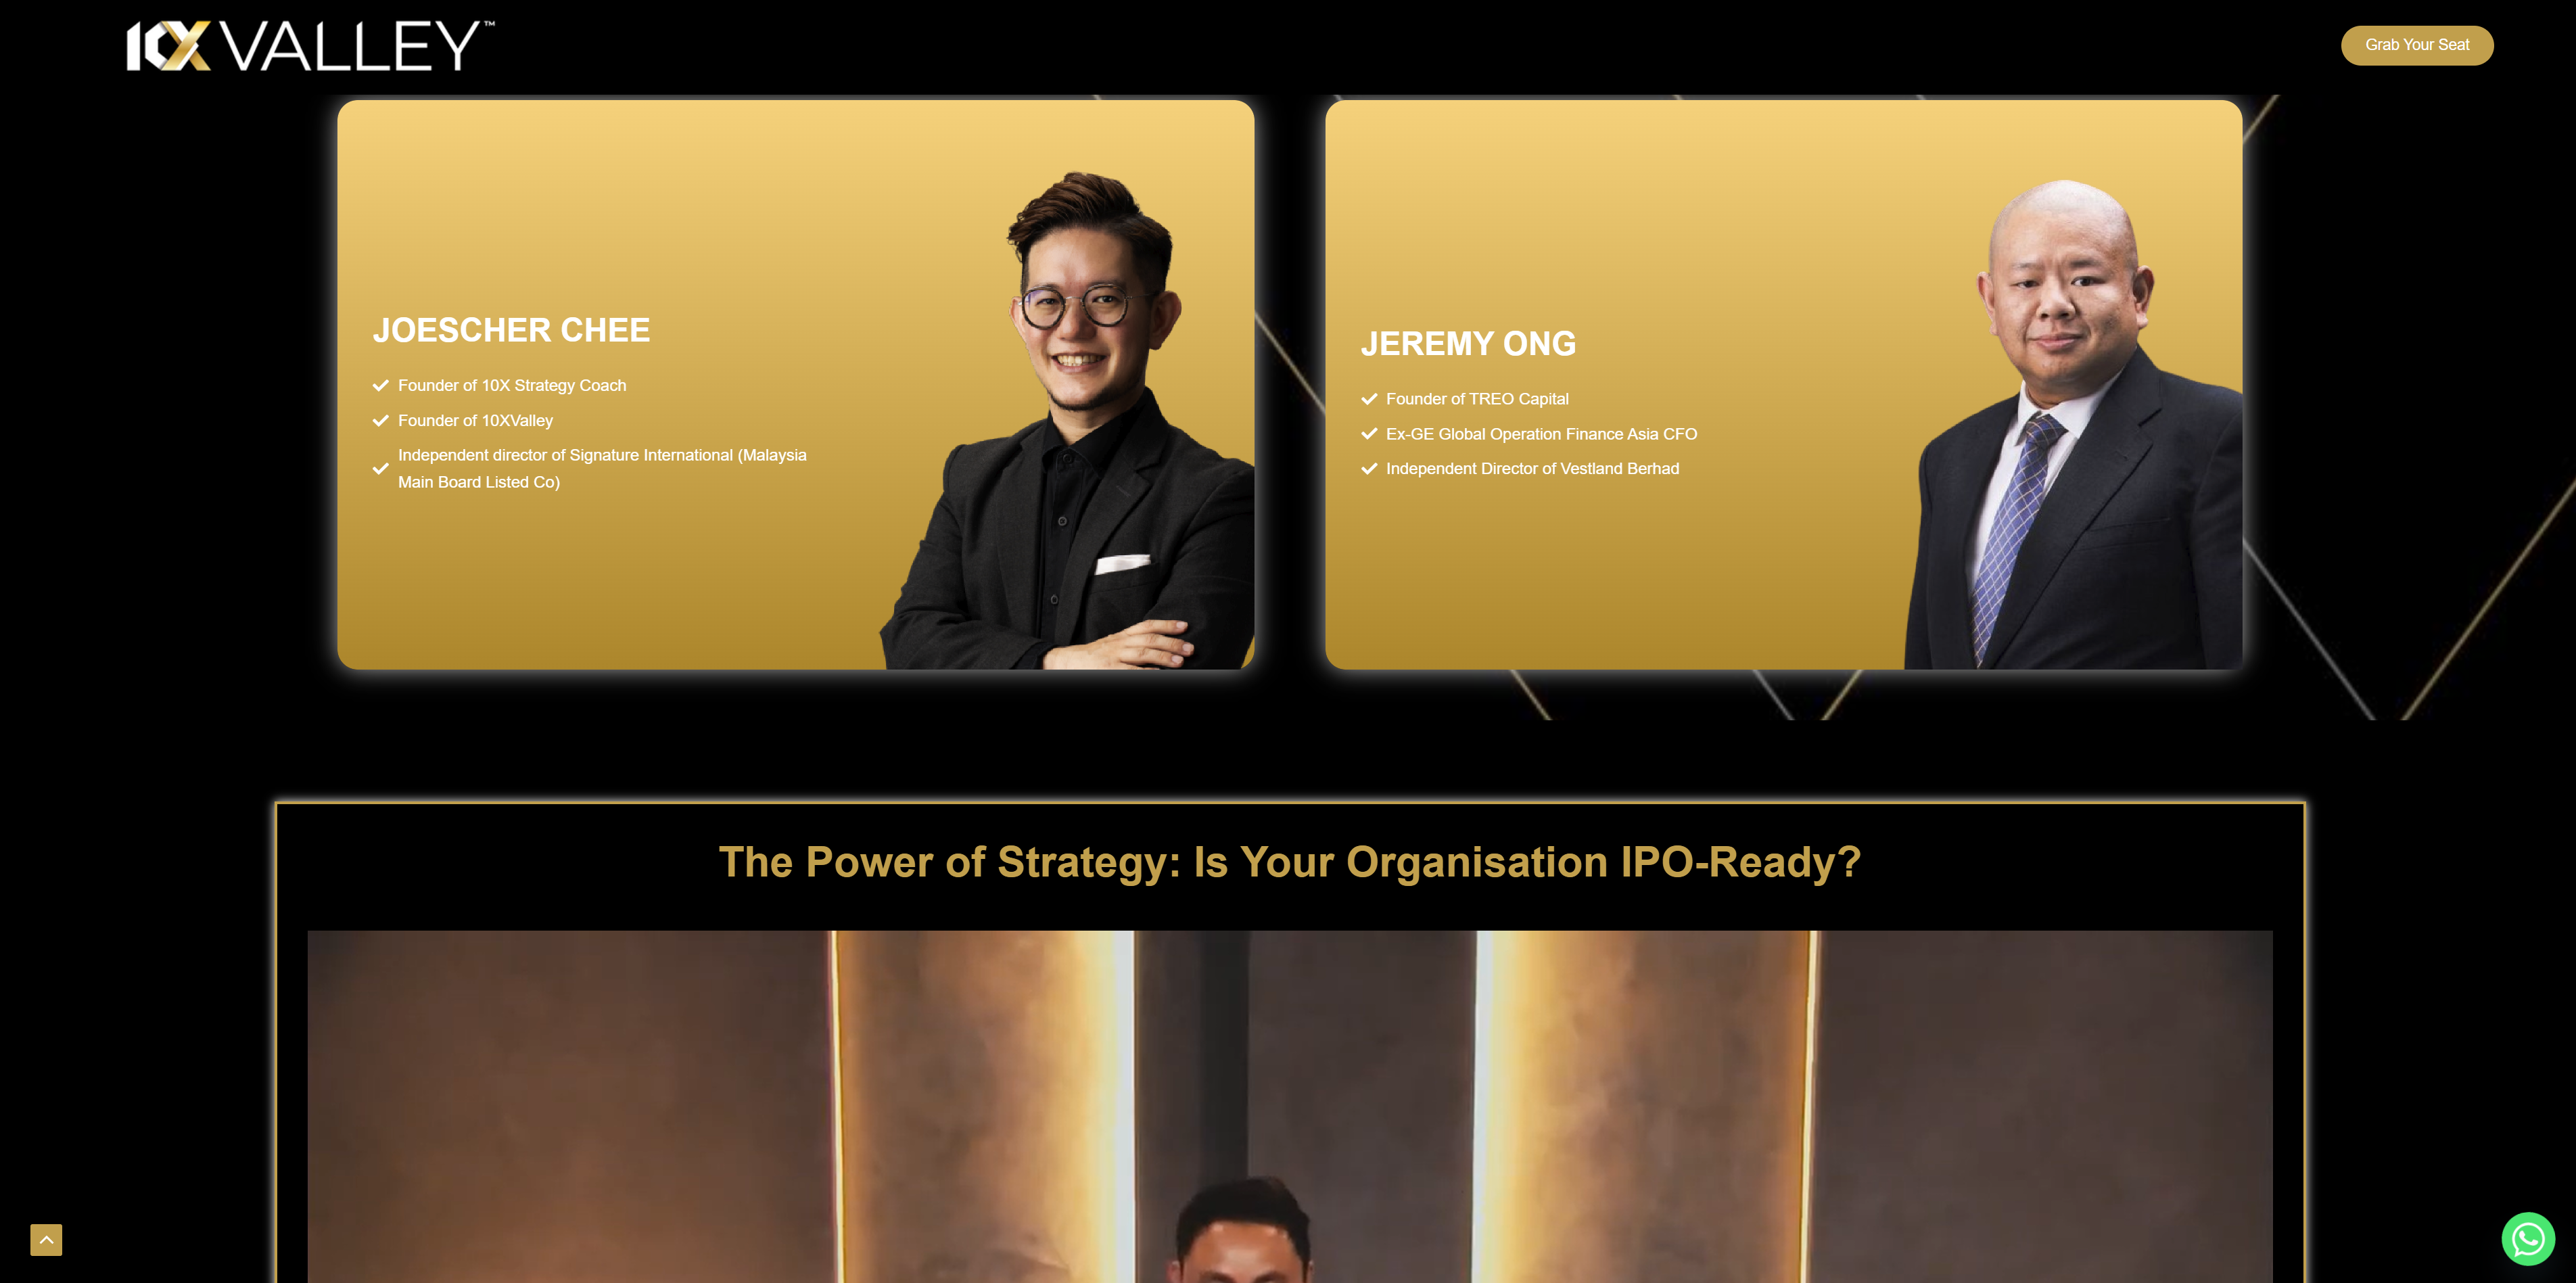 10XVALLEY™
Grab Your Seat
JOESCHER CHEE
Founder of 10X Strategy Coach
Founder of 10XValley
Independent director of Signature International (Malaysia
Main Board Listed Co)
JEREMY ONG
Founder of TREO Capital
Ex-GE Global Operation Finance Asia CFO
Independent Director of Vestland Berhad
The Power of Strategy: Is Your Organisation IPO-Ready?